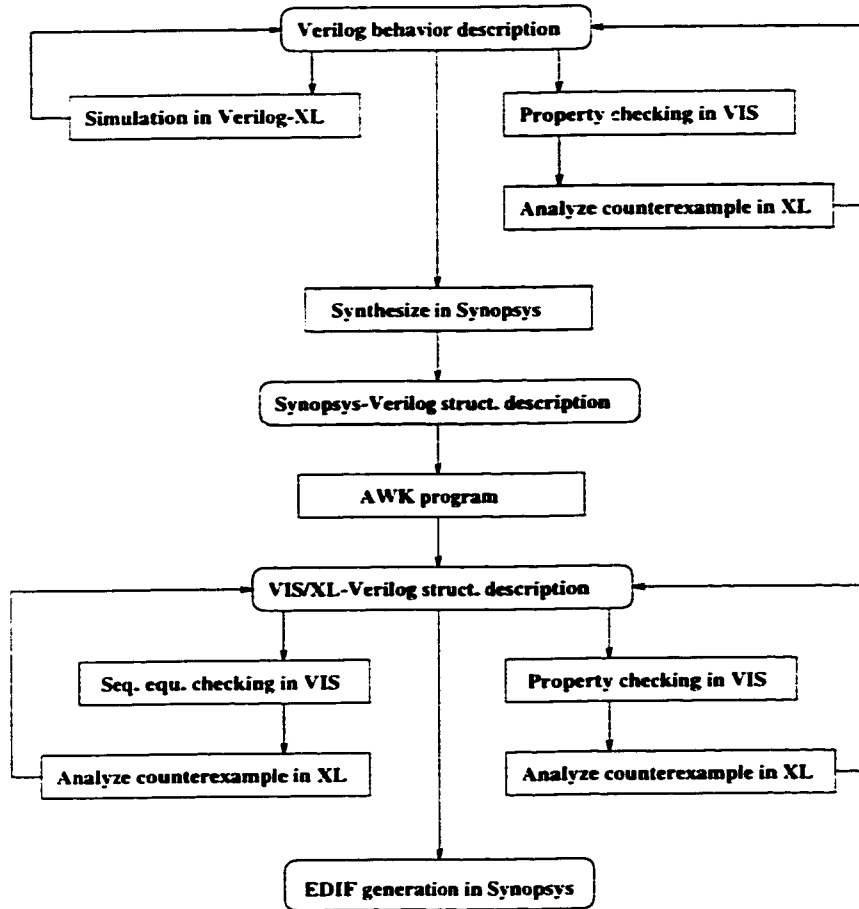 Verilog behavior description
Simulation in Verilog-XL
Property checking in VIS
Analyze counterexample in XL
Synthesize in Synopsys
Synopsys-Verilog struct. description
AWK program
VIS/XL-Verilog struct. description
Seq. equ. checking in VIS
Property checking in VIS
Analyze counterexample in XL
Analyze counterexample in XL
EDIF generation in Synopsys